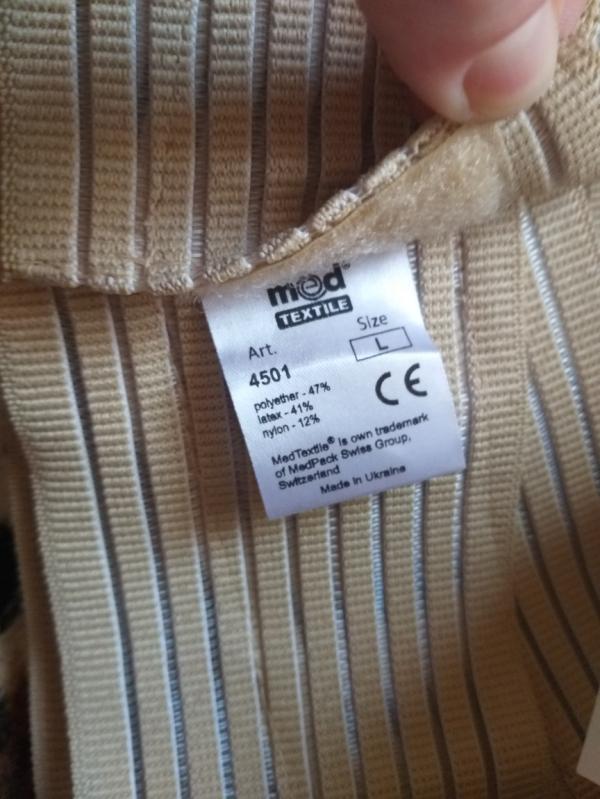 med
TEXTILE
Art.
Size
4501
L
polyether - 47%
latex - 41%
nylon - 12%
CE
MedTextile® is own trademark
of MedPack Swiss Group,
Switzerland
Made in Ukraine